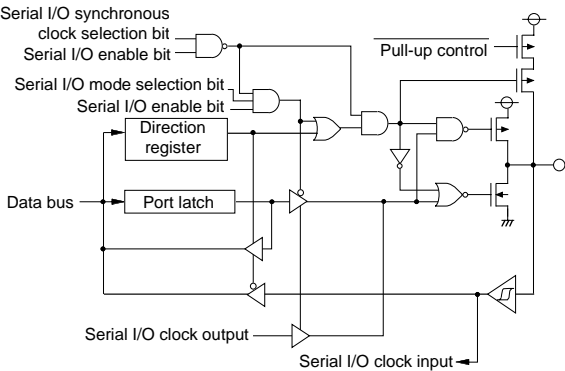 Serial I/O synchronous
clock selection bit
Serial I/O enable bit
Pull-up control
Serial I/O mode selection bit
Serial I/O enable bit
Direction
register
Data bus
Port latch
Serial I/O clock output
Serial I/O clock input